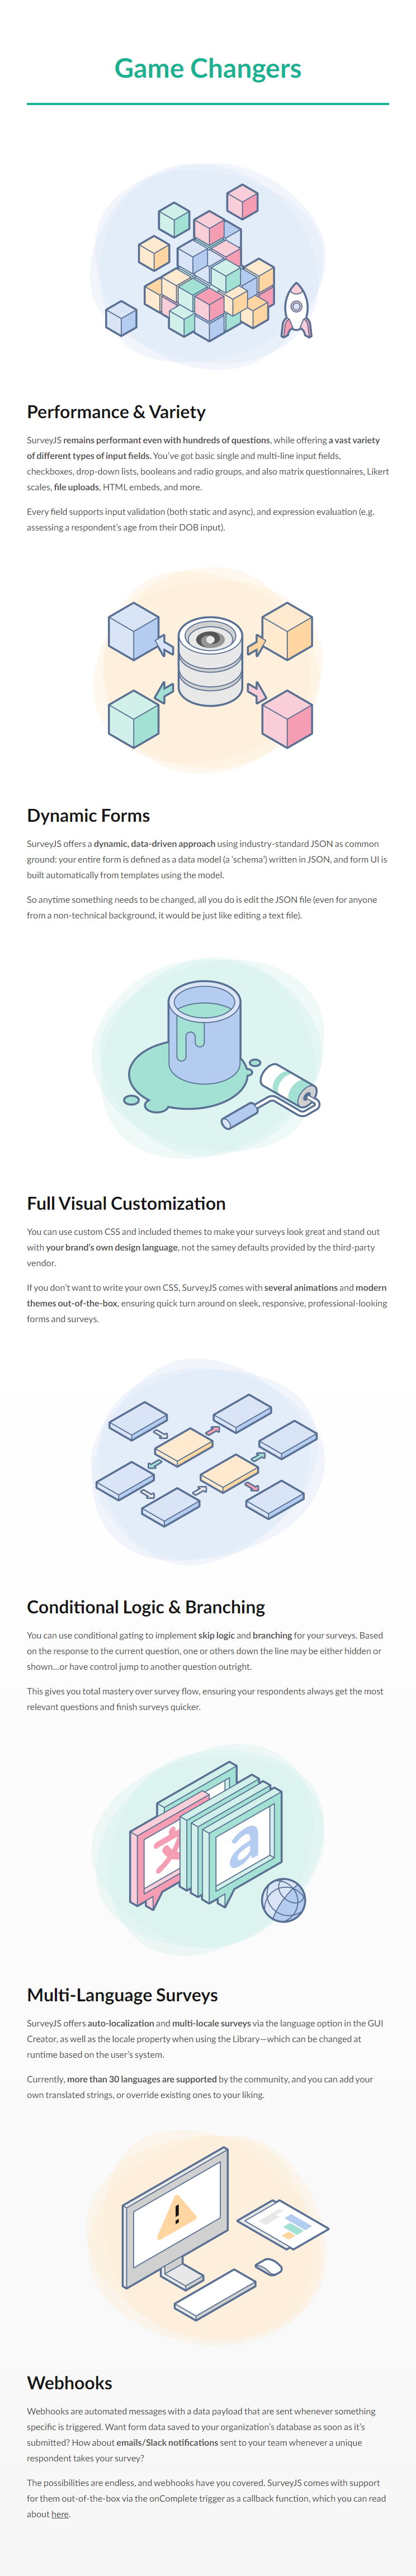 Game Changers
Performance & Variety
SurveyJS remains performant even with hundreds of questions, while offering a vast variety
of different types of input fields. You've got basic single and multi-line input fields,
checkboxes, drop-down lists, booleans and radio groups, and also matrix questionnaires, Likert
scales, file uploads, HTML embeds, and more.
Every field supports input validation (both static and async), and expression evaluation (e.g.
assessing a respondent's age from their DOB input).
Dynamic Forms
SurveyJS offers a dynamic, data-driven approach using industry-standard JSON as common
ground: your entire form is defined as a data model (a 'schema') written in JSON, and form UI is
built automatically from templates using the model.
So anytime something needs to be changed, all you do is edit the JSON file (even for anyone
from a non-technical background, it would be just like editing a text file).
Full Visual Customization
You can use custom CSS and included themes to make your surveys look great and stand out
with your brand's own design language, not the samey defaults provided by the third-party
vendor.
If you don't want to write your own CSS, SurveyJS comes with several animations and modern
themes out-of-the-box, ensuring quick turn around on sleek, responsive, professional-looking
forms and surveys.
Conditional Logic & Branching
You can use conditional gating to implement skip logic and branching for your surveys. Based
on the response to the current question, one or others down the line may be either hidden or
shown...or have control jump to another question outright.
This gives you total mastery over survey flow, ensuring your respondents always get the most
relevant questions and finish surveys quicker.
文 a
Multi-Language Surveys
SurveyJS offers auto-localization and multi-locale surveys via the language option in the GUI
Creator, as well as the locale property when using the Library—which can be changed at
runtime based on the user's system.
Currently, more than 30 languages are supported by the community, and you can add your
own translated strings, or override existing ones to your liking.
!
Webhooks
Webhooks are automated messages with a data payload that are sent whenever something
specific is triggered. Want form data saved to your organization's database as soon as it's
submitted? How about emails/Slack notifications sent to your team whenever a unique
respondent takes your survey?
The possibilities are endless, and webhooks have you covered. SurveyJS comes with support
for them out-of-the-box via the onComplete trigger as a callback function, which you can read
about here.